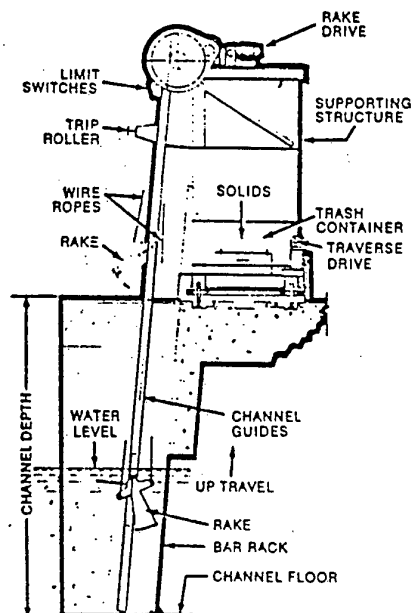 RAKE
DRIVE
LIMIT
SWITCHES
TRIP
ROLLER
SUPPORTING
STRUCTURE
WIRE
ROPES
SOLIDS
TRASH
CONTAINER
RAKE
TRAVERSE
DRIVE
CHANNEL DEPTH
WATER
LEVEL
CHANNEL
GUIDES
UP TRAVEL
RAKE
BAR RACK
CHANNEL FLOOR